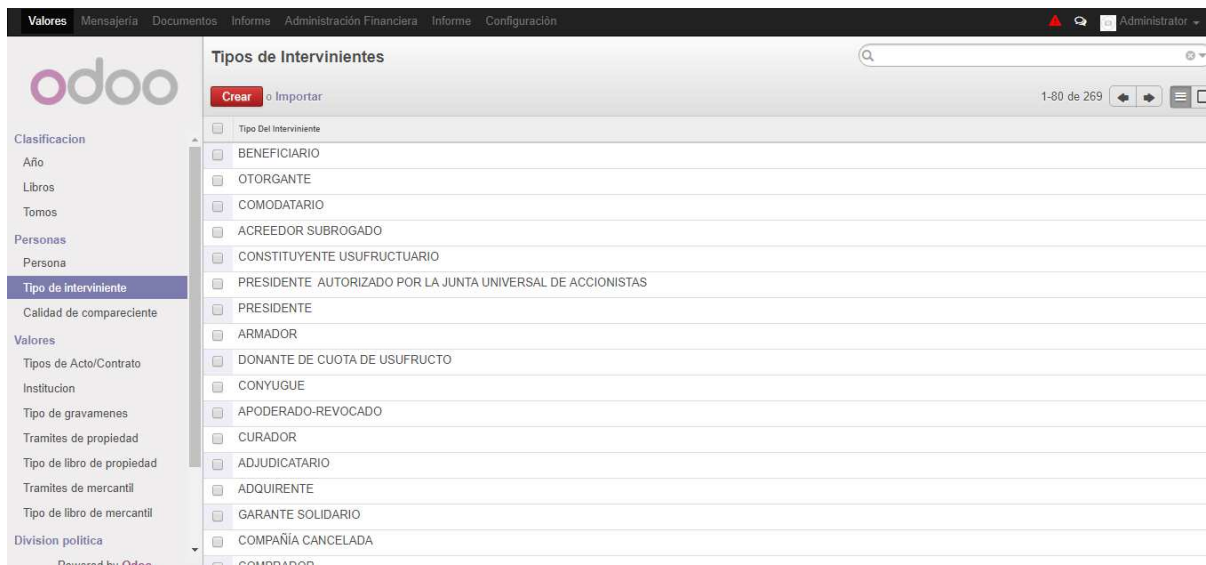 Valores Mensajería Documentos Informe Administración Financiera Informe Configuración Administrator
odoo
Tipos de Intervinientes
Crear o Importar
1-80 de 269
Clasificacion
Año
Libros
Tomos
Personas
Persona
Tipo de interviniente
Calidad de compareciente
Valores
Tipos de Acto/Contrato
Institucion
Tipo de gravamenes
Tramites de propiedad
Tipo de libro de propiedad
Tramites de mercantil
Tipo de libro de mercantil
Division politica
Powered by Odoo
Tipo Del Interviniente
BENEFICIARIO
OTORGANTE
COMODATARIO
ACREEDOR SUBROGADO
CONSTITUYENTE USUFRUCTUARIO
PRESIDENTE AUTORIZADO POR LA JUNTA UNIVERSAL DE ACCIONISTAS
PRESIDENTE
ARMADOR
DONANTE DE CUOTA DE USUFRUCTO
CONYUGUE
APODERADO-REVOCADO
CURADOR
ADJUDICATARIO
ADQUIRENTE
GARANTE SOLIDARIO
COMPAÑÍA CANCELADA
COMPRADOR